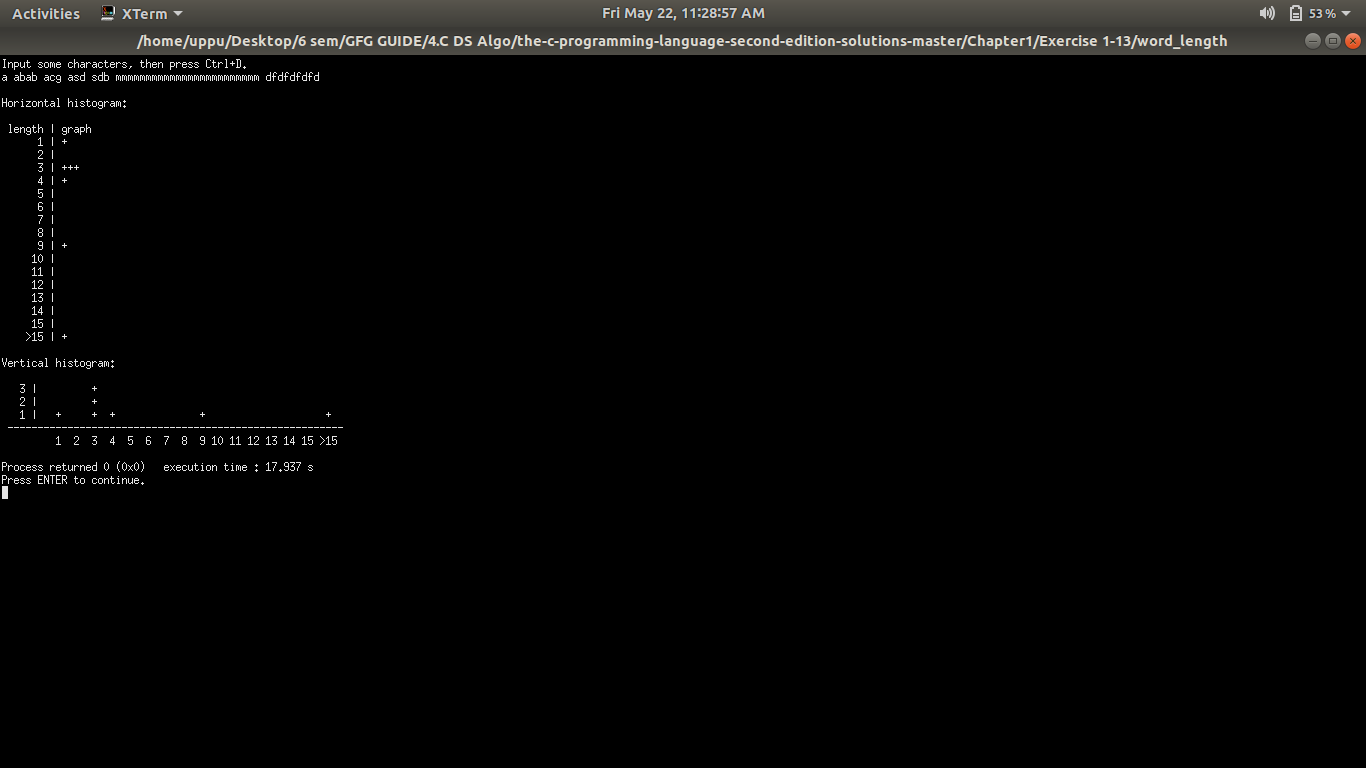 Activities XTerm Fri May 22, 11:28:57 AM 53%
/home/uppu/Desktop/6 sem/GFG GUIDE/4.C DS Algo/the-c-programming-language-second-edition-solutions-master/Chapter1/Exercise 1-13/word_length
Input some characters, then press Ctrl+D.
a abab acg asd sdb mmmmmmmmmmmmmmmmmmmmmmmm dfdfdfdfd
Horizontal histogram:
length | graph
1 | +
2 |
3 | +++
4 | +
5 |
6 |
7 |
8 |
9 | +
10 |
11 |
12 |
13 |
14 |
15 |
>15 | +
Vertical histogram:
3 |         +
2 |         +
1 |   +     +  +              +                    +
--------------------------------------------------------
1  2  3  4  5  6  7  8  9 10 11 12 13 14 15 >15
Process returned 0 (0x0)   execution time : 17.937 s
Press ENTER to continue.